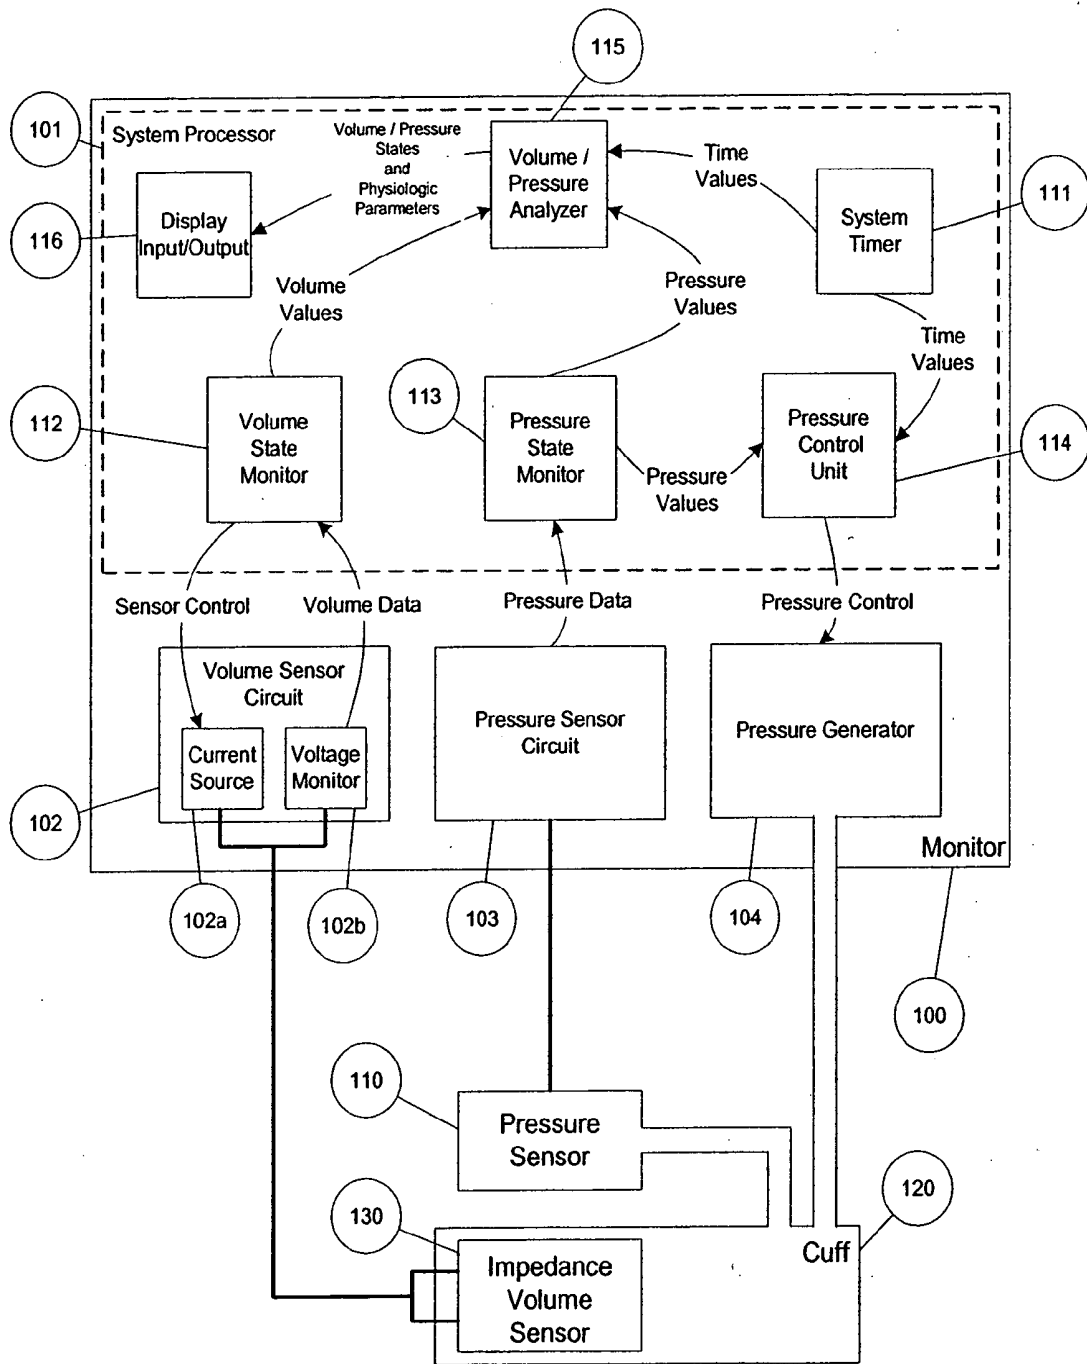 115
101
System Processor
Volume / Pressure
States
and
Physiologic
Parmeters
Volume /
Pressure
Analyzer
Time
Values
111
116
Display
Input/Output
System
Timer
Volume
Values
Pressure
Values
Time
Values
112
Volume
State
Monitor
113
Pressure
State
Monitor
Pressure
Values
Pressure
Control
Unit
114
Sensor Control
Volume Data
Pressure Data
Pressure Control
Volume Sensor
Circuit
Current
Source
Voltage
Monitor
Pressure Sensor
Circuit
Pressure Generator
102
Monitor
102a
102b
103
104
100
110
Pressure
Sensor
120
130
Cuff
Impedance
Volume
Sensor